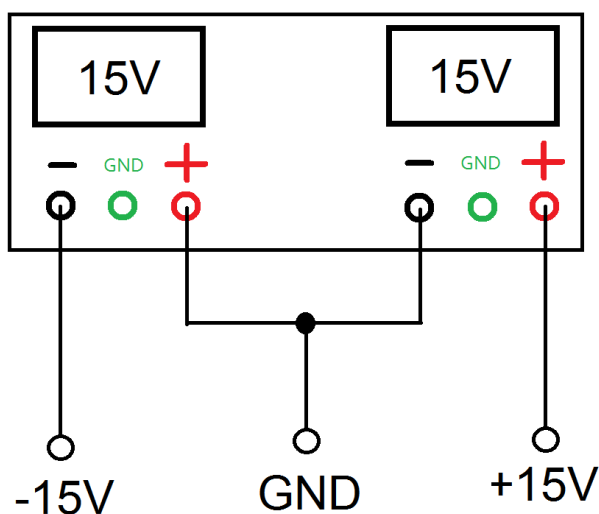 15V 15V
- GND + - GND +
-15V GND +15V